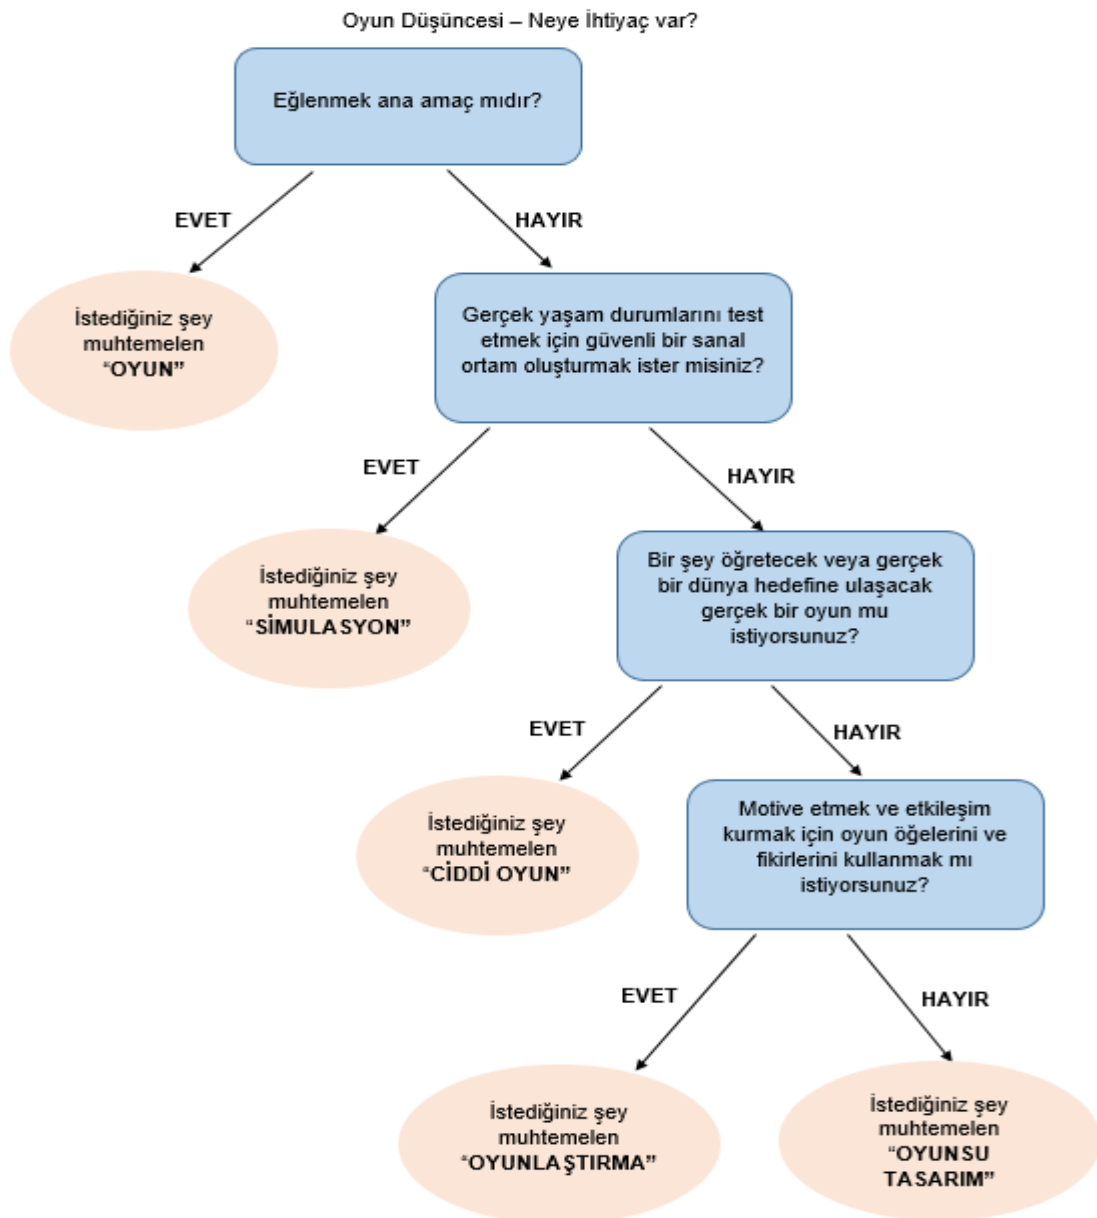 Oyun Düşüncesi – Neye İhtiyaç var?
Eğlenmek ana amaç mıdır?
EVET
HAYIR
İstediğiniz şey
muhtemelen
“OYUN”
Gerçek yaşam durumlarını test
etmek için güvenli bir sanal
ortam oluşturmak ister misiniz?
EVET
HAYIR
İstediğiniz şey
muhtemelen
“SİMULASYON”
Bir şey öğretecek veya gerçek
bir dünya hedefine ulaşacak
gerçek bir oyun mu
istiyorsunuz?
EVET
HAYIR
İstediğiniz şey
muhtemelen
“CİDDİ OYUN”
Motive etmek ve etkileşim
kurmak için oyun öğelerini ve
fikirlerini kullanmak mı
istiyorsunuz?
EVET
HAYIR
İstediğiniz şey
muhtemelen
“OYUNLAŞTIRMA”
İstediğiniz şey
muhtemelen
“OYUNSU
TASARIM”